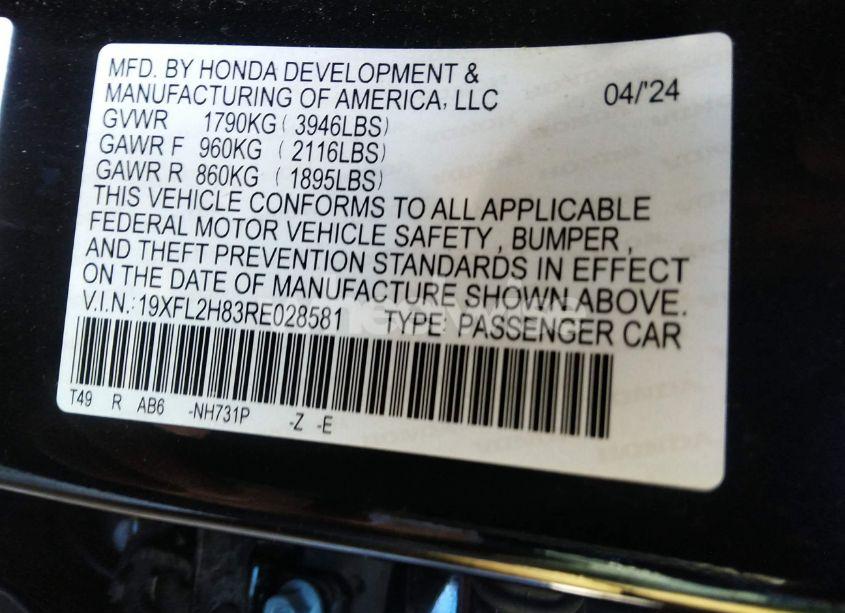 MFD. BY HONDA DEVELOPMENT &
MANUFACTURING OF AMERICA, LLC 04/'24
GVWR 1790KG ( 3946LBS)
GAWR F 960KG ( 2116LBS)
GAWR R 860KG ( 1895LBS)
THIS VEHICLE CONFORMS TO ALL APPLICABLE
FEDERAL MOTOR VEHICLE SAFETY, BUMPER,
AND THEFT PREVENTION STANDARDS IN EFFECT
ON THE DATE OF MANUFACTURE SHOWN ABOVE.
V.I.N.: 19XFL2H83RE028581 TYPE: PASSENGER CAR
T49 R AB6 -NH731P -Z -E